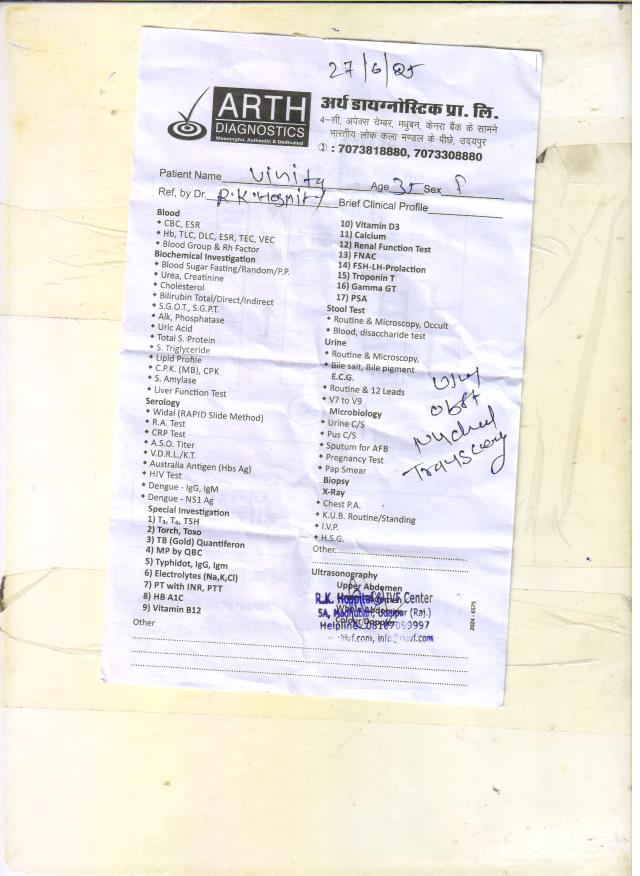 27/6/25
ARTH
DIAGNOSTICS
Meaningful, Authentic & Dedicated
अर्थ डायग्नोस्टिक प्रा. लि.
4–सी, अपेक्स चेम्बर, मधुबन, केनरा बैंक के सामने
भारतीय लोक कला मण्डल के पीछे, उदयपुर
: 7073818880, 7073308880
Patient Name Vinita Age 35 Sex f
Ref, by Dr. R.K. Hospital Brief Clinical Profile
Blood
CBC, ESR
Hb, TLC, DLC, ESR, TEC, VEC
Blood Group & Rh Factor
Biochemical Investigation
Blood Sugar Fasting/Random/P.P.
Urea, Creatinine
Cholesterol
Bilirubin Total/Direct/Indirect
S.G.O.T., S.G.P.T.
Alk, Phosphatase
Uric Acid
Total S. Protein
S. Triglyceride
Lipid Profile
C.P.K. (MB), CPK
S. Amylase
Liver Function Test
Serology
Widal (RAPID Slide Method)
R.A. Test
CRP Test
A.S.O. Titer
V.D.R.L./K.T.
Australia Antigen (Hbs Ag)
HIV Test
Dengue - IgG, IgM
Dengue - NS1 Ag
Special Investigation
1) T₃, T₄, TSH
2) Torch, Toxo
3) TB (Gold) Quantiferon
4) MP by QBC
5) Typhidot, IgG, Igm
6) Electrolytes (Na,K,Cl)
7) PT with INR, PTT
8) HB A1C
9) Vitamin B12
10) Vitamin D3
11) Calcium
12) Renal Function Test
13) FNAC
14) FSH-LH-Prolaction
15) Troponin T
16) Gamma GT
17) PSA
Stool Test
Routine & Microscopy, Occult
Blood, disaccharide test
Urine
Routine & Microscopy,
Bile salt, Bile pigment
E.C.G.
Routine & 12 Leads
V7 to V9
Microbiology
Urine C/S
Pus C/S
Sputum for AFB
Pregnancy Test
Pap Smear
Biopsy
X-Ray
Chest P.A.
K.U.B. Routine/Standing
I.V.P.
H.S.G.
Other
Ultrasonography
Upper Abdomen
Whole Abdomen
Colour Doppler
R.K. Hospital & IVF Center
5A, Madhuban, Udaipur (Raj.)
Helpline
Obst
Other
2024 - 6575